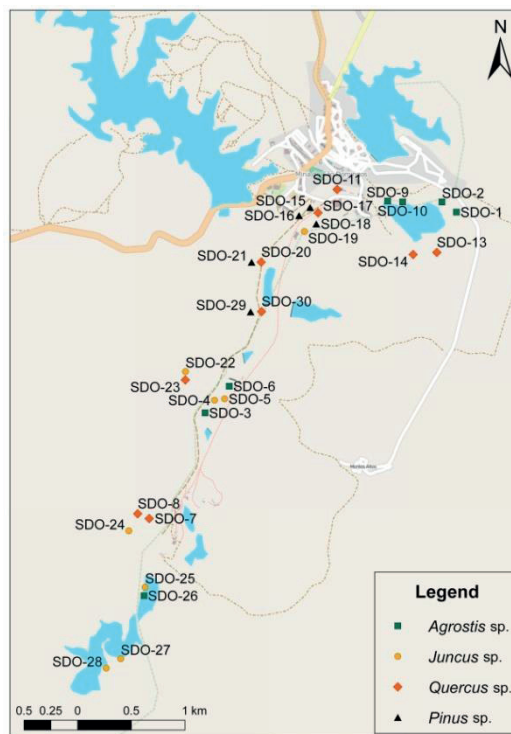 N
SDO-11
SDO-15
SDO-17
SDO-16
SDO-18
SDO-19
SDO-9
SDO-2
SDO-10
SDO-1
SDO-13
SDO-14
SDO-21
SDO-20
SDO-29
SDO-30
SDO-22
SDO-23
SDO-6
SDO-4
SDO-5
SDO-3
SDO-8
SDO-7
SDO-24
SDO-25
SDO-26
SDO-27
SDO-28
Legend
Agrostis sp.
Juncus sp.
Quercus sp.
Pinus sp.
0.5 0.25 0 0.5 1 km